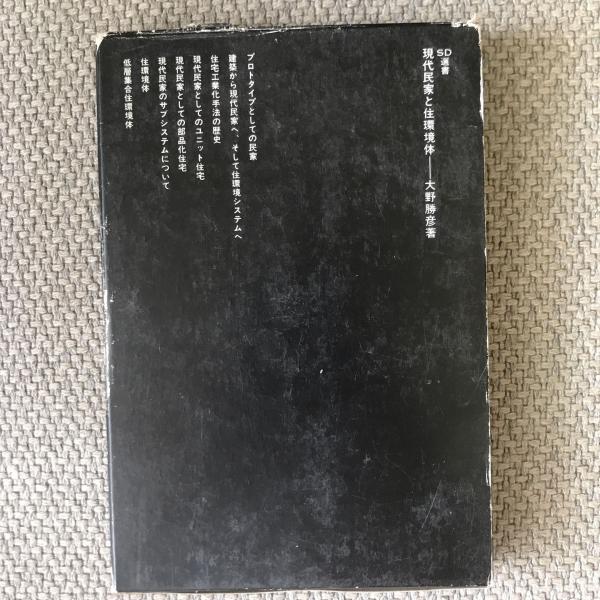 SD選書
現代民家と住環境体──大野勝彦著
プロトタイプとしての民家
建築から現代民家へ、そして住環境システムへ
住宅工業化手法の歴史
現代民家としてのユニット住宅
現代民家としての部品化住宅
現代民家のサブシステムについて
住環境体
低層集合住環境体